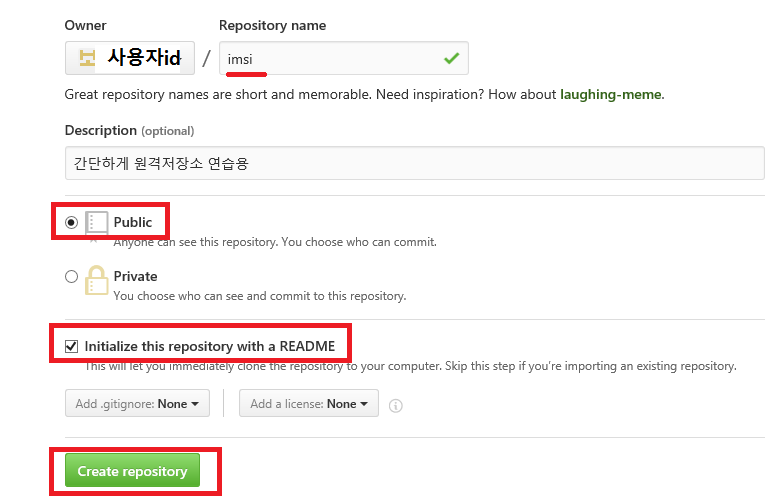 Owner Repository name
사용자id / imsi
Great repository names are short and memorable. Need inspiration? How about laughing-meme.
Description (optional)
간단하게 원격저장소 연습용
Public
Anyone can see this repository. You choose who can commit.
Private
You choose who can see and commit to this repository.
Initialize this repository with a README
This will let you immediately clone the repository to your computer. Skip this step if you're importing an existing repository.
Add .gitignore: None Add a license: None
Create repository